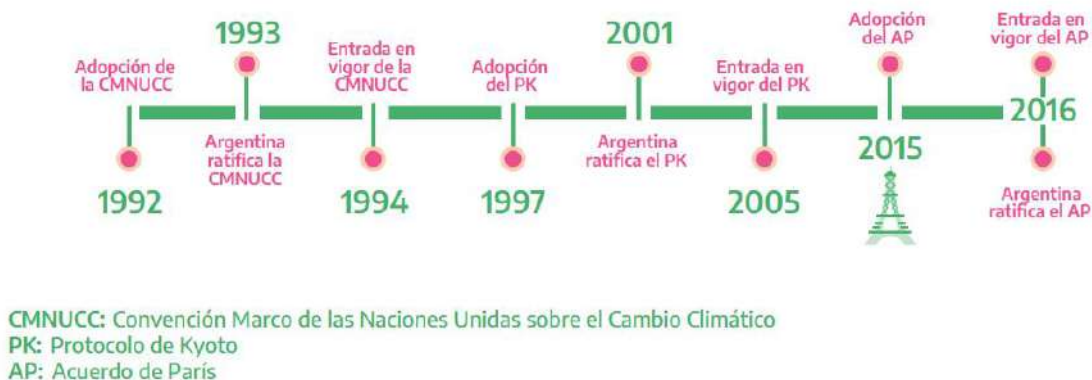 1993
2001
Adopción
del AP
Entrada en
vigor del AP
Adopción de
la CMNUCC
Entrada en
vigor de la
CMNUCC
Adopción
del PK
Entrada en
vigor del PK
2016
Argentina
ratifica la
CMNUCC
Argentina
ratifica el PK
2015
1992
1994
1997
2005
Argentina
ratifica el AP
CMNUCC: Convención Marco de las Naciones Unidas sobre el Cambio Climático
PK: Protocolo de Kyoto
AP: Acuerdo de París